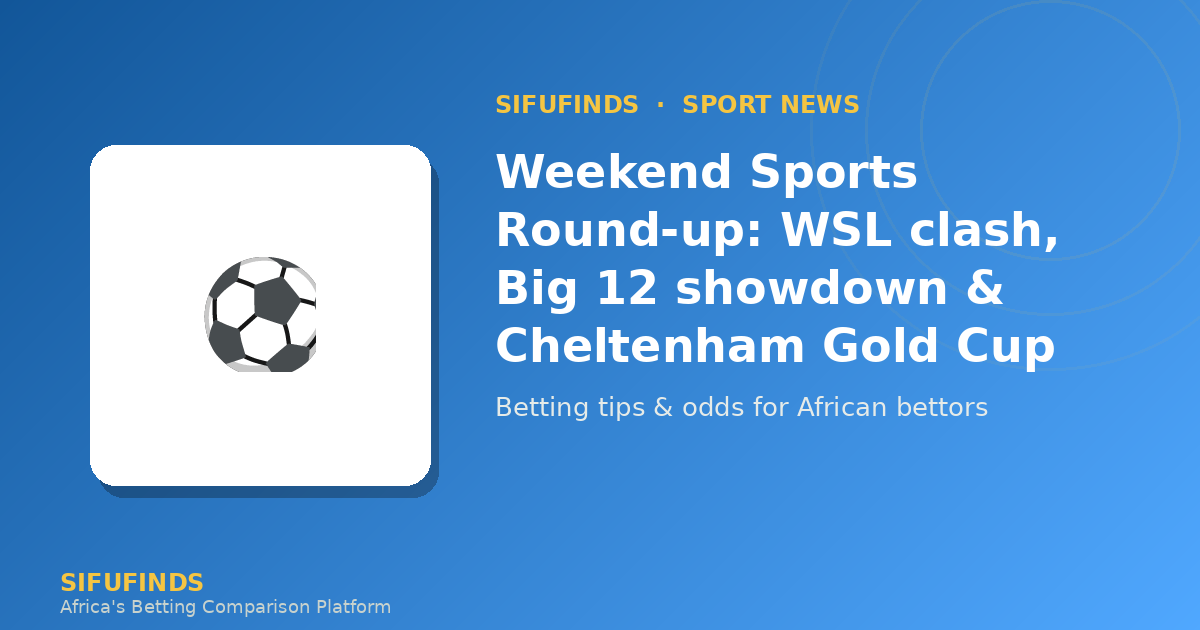 SIFUFINDS · SPORT NEWS
Weekend Sports
Round-up: WSL clash,
Big 12 showdown &
Cheltenham Gold Cup
Betting tips & odds for African bettors
SIFUFINDS
Africa's Betting Comparison Platform